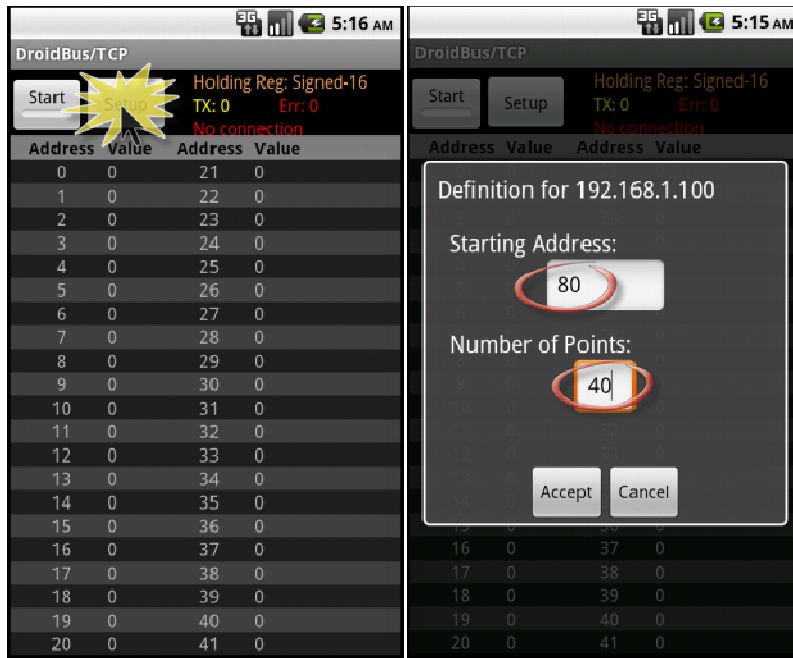 3G 5:16 AM
DroidBus/TCP
Start Setup
Holding Reg: Signed-16
TX: 0 Err: 0
No connection
Address Value Address Value
0 0 21 0
1 0 22 0
2 0 23 0
3 0 24 0
4 0 25 0
5 0 26 0
6 0 27 0
7 0 28 0
8 0 29 0
9 0 30 0
10 0 31 0
11 0 32 0
12 0 33 0
13 0 34 0
14 0 35 0
15 0 36 0
16 0 37 0
17 0 38 0
18 0 39 0
19 0 40 0
20 0 41 0
3G 5:15 AM
DroidBus/TCP
Start Setup
Holding Reg: Signed-16
TX: 0 Err: 0
No connection
Address Value Address Value
Definition for 192.168.1.100
Starting Address:
80
Number of Points:
40
Accept Cancel
16 0 37 0
17 0 38 0
18 0 39 0
19 0 40 0
20 0 41 0